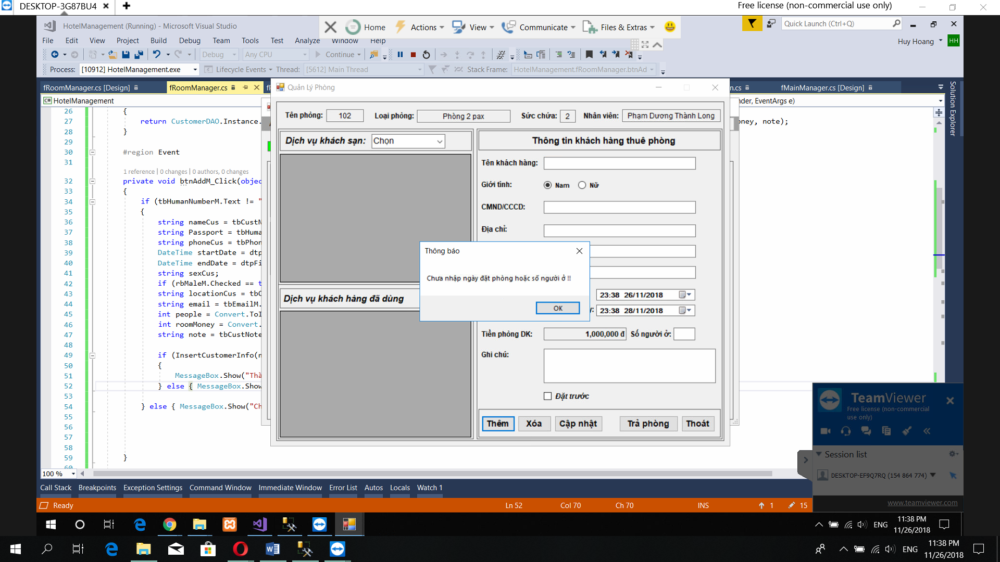 DESKTOP-3G87BU4
Free license (non-commercial use only)
HotelManagement (Running) - Microsoft Visual Studio
Home Actions View Communicate Files & Extras
Quick Launch (Ctrl+Q)
File Edit View Project Build Debug Team Tools Test Analyze Window Help
Huy Hoang HH
Debug Any CPU Continue
Process: [10912] HotelManagement.exe Lifecycle Events Thread: [5612] Main Thread Stack Frame: HotelManagement.fRoomManager.btnAd
fRoomManager.cs [Design] fRoomManager.cs
fMainManager.cs [Design]
Solution Explorer
HotelManagement
nder, EventArgs e)
26 {
27 return CustomerDAO.Instance.
ney, note);
28 }
29
30 #region Event
31
1 reference | 0 changes | 0 authors, 0 changes
32 private void btnAddM_Click(objec
33 {
34 if (tbHumanNumberM.Text != "
35 {
36 string nameCus = tbCustN
37 string Passport = tbHuma
38 string phoneCus = tbPhon
39 DateTime startDate = dtp
40 DateTime endDate = dtpFi
41 string sexCus;
42 if (rbMaleM.Checked == t
43 string locationCus = tbC
44 string email = tbEmailM.
45 int people = Convert.ToI
46 int roomMoney = Convert.
47 string note = tbCustNote
48
49 if (InsertCustomerInfo(n
50 {
51 MessageBox.Show("Thà
52 } else { MessageBox.Show
53
54 } else { MessageBox.Show("Ch
55
56
57
58
59 }
60
Quản Lý Phòng
Tên phòng: 102 Loại phòng: Phòng 2 pax Sức chứa: 2 Nhân viên: Phạm Dương Thành Long
Dịch vụ khách sạn: Chọn
Thông tin khách hàng thuê phòng
Tên khách hàng:
Giới tính: Nam Nữ
CMND/CCCD:
Địa chỉ:
Thông báo
Chưa nhập ngày đặt phòng hoặc số người ở !!
OK
Dịch vụ khách hàng đã dùng
23:38 26/11/2018
23:38 28/11/2018
Tiền phòng DK: 1,000,000 đ Số người ở:
Ghi chú:
Đặt trước
Thêm Xóa Cập nhật Trả phòng Thoát
TeamViewer
Free license (non-commercial
use only)
Session list
DESKTOP-EF9Q7RQ (154 864 774)
www.teamviewer.com
100 %
Call Stack Breakpoints Exception Settings Command Window Immediate Window Error List Autos Locals Watch 1
Ready Ln 52 Col 70 Ch 70 INS 1 15
ENG 11:38 PM
11/26/2018
ENG 11:38 PM
11/26/2018